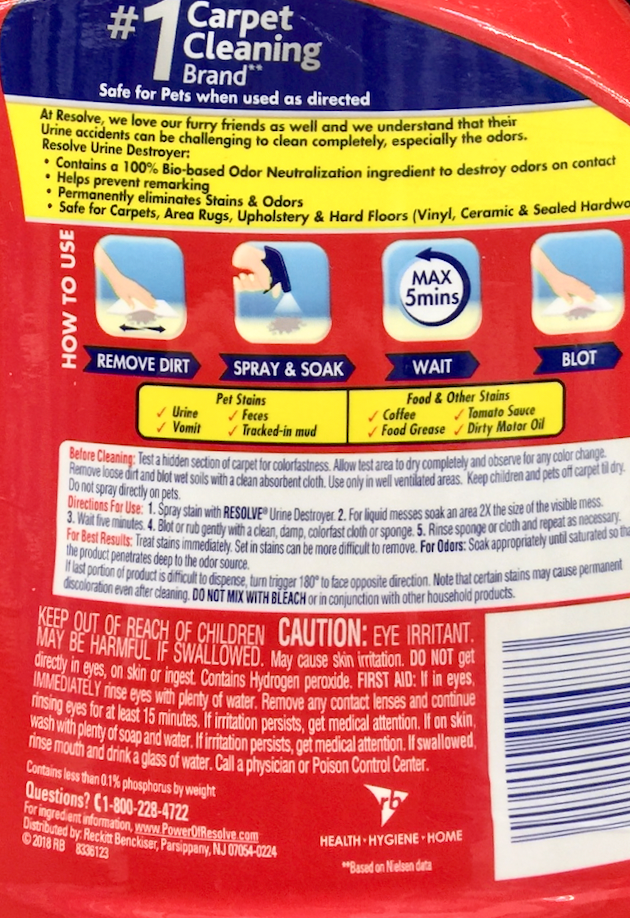 #1 Carpet
Cleaning
Brand**
Safe for Pets when used as directed
At Resolve, we love our furry friends as well and we understand that their
Urine accidents can be challenging to clean completely, especially the odors.
Resolve Urine Destroyer:
• Contains a 100% Bio-based Odor Neutralization ingredient to destroy odors on contact
• Helps prevent remarking
• Permanently eliminates Stains & Odors
• Safe for Carpets, Area Rugs, Upholstery & Hard Floors (Vinyl, Ceramic & Sealed Hardwo
HOW TO USE
MAX
5mins
REMOVE DIRT
SPRAY & SOAK
WAIT
BLOT
Pet Stains
✓ Urine ✓ Feces
✓ Vomit ✓ Tracked-in mud
Food & Other Stains
✓ Coffee ✓ Tomato Sauce
✓ Food Grease ✓ Dirty Motor Oil
Before Cleaning: Test a hidden section of carpet for colorfastness. Allow test area to dry completely and observe for any color change.
Remove loose dirt and blot wet soils with a clean absorbent cloth. Use only in well ventilated areas. Keep children and pets off carpet til dry.
Do not spray directly on pets.
Directions For Use: 1. Spray stain with RESOLVE® Urine Destroyer. 2. For liquid messes soak an area 2X the size of the visible mess.
3. Wait five minutes. 4. Blot or rub gently with a clean, damp, colorfast cloth or sponge. 5. Rinse sponge or cloth and repeat as necessary.
For Best Results: Treat stains immediately. Set in stains can be more difficult to remove. For Odors: Soak appropriately until saturated so tha
the product penetrates deep to the odor source.
If last portion of product is difficult to dispense, turn trigger 180° to face opposite direction. Note that certain stains may cause permanent
discoloration even after cleaning. DO NOT MIX WITH BLEACH or in conjunction with other household products.
KEEP OUT OF REACH OF CHILDREN CAUTION: EYE IRRITANT.
MAY BE HARMFUL IF SWALLOWED. May cause skin irritation. DO NOT get
directly in eyes, on skin or ingest. Contains Hydrogen peroxide. FIRST AID: If in eyes,
IMMEDIATELY rinse eyes with plenty of water. Remove any contact lenses and continue
rinsing eyes for at least 15 minutes. If irritation persists, get medical attention. If on skin,
wash with plenty of soap and water. If irritation persists, get medical attention. If swallowed,
rinse mouth and drink a glass of water. Call a physician or Poison Control Center.
Contains less than 0.1% phosphorus by weight
Questions? 1-800-228-4722
For ingredient information, www.PowerOfResolve.com
Distributed by: Reckitt Benckiser, Parsippany, NJ 07054-0224
© 2018 RB 8336123
rb
HEALTH • HYGIENE • HOME
**Based on Nielsen data